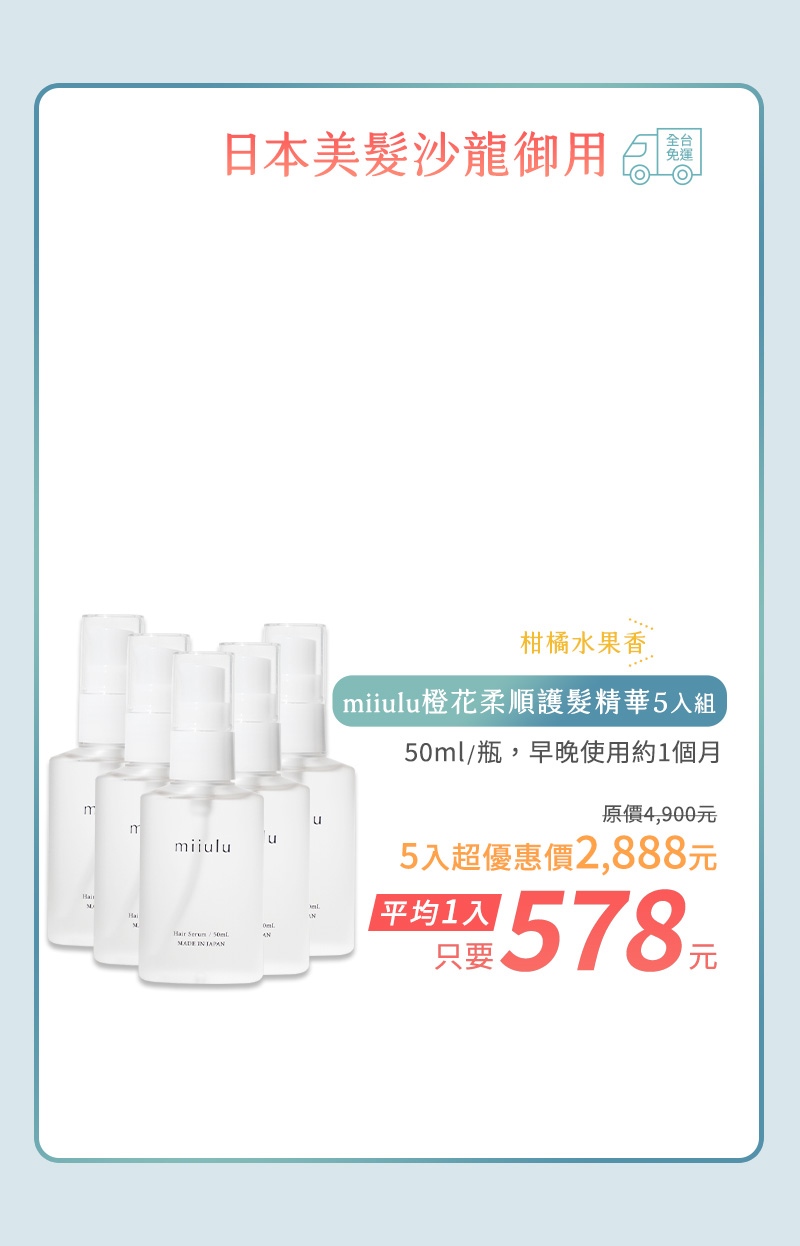 日本美髮沙龍御用
全台
免運
柑橘水果香
miiulu橙花柔順護髮精華5入組
50ml/瓶，早晚使用約1個月
原價4,900元
5入超優惠價2,888元
平均1入
只要578元
miiulu
Hair Serum / 50mL
MADE IN JAPAN